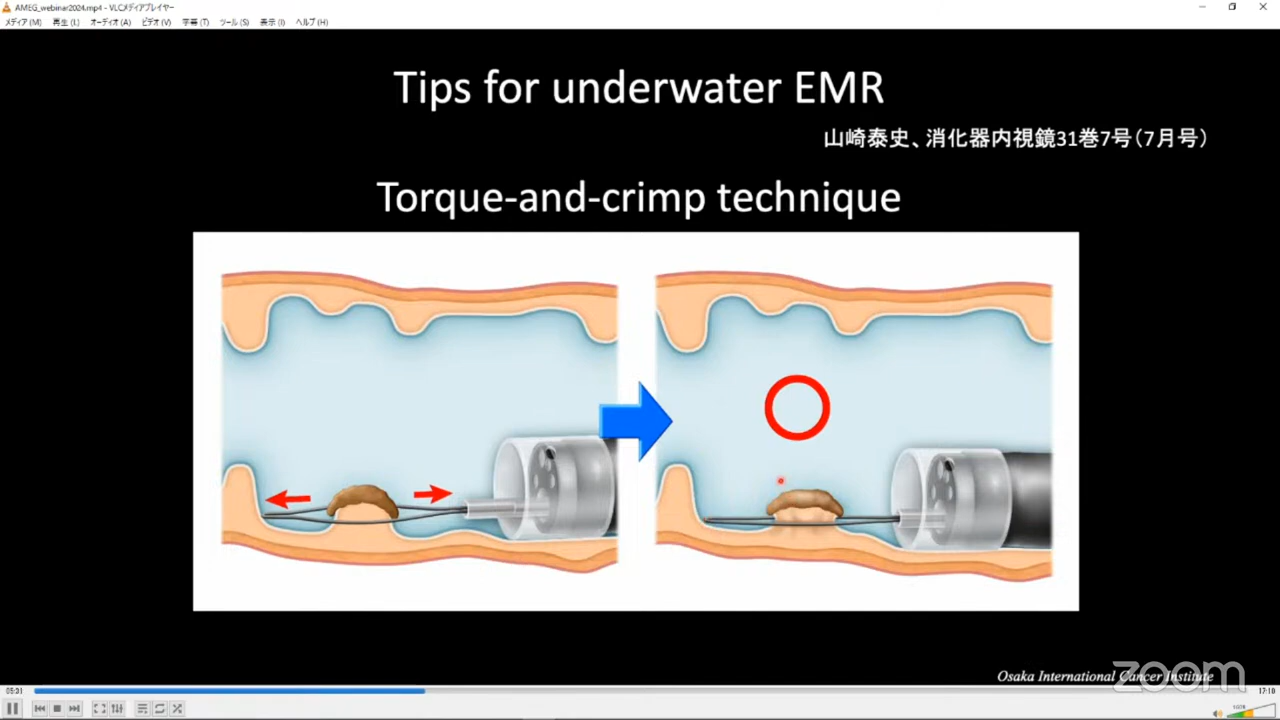 AMEG_webinar2024.mp4 - VLCメディアプレイヤー
メディア(M) 再生(L) オーディオ(A) ビデオ(V) 字幕(T) ツール(S) 表示(I) ヘルプ(H)
Tips for underwater EMR
山崎泰史、消化器内視鏡31巻7号(7月号)
Torque-and-crimp technique
Osaka International Cancer Institute
zoom
05:31
17:10